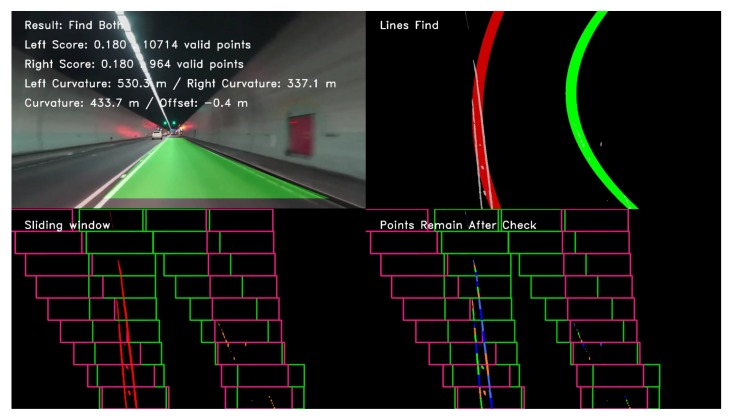 Result: Find Both
Left Score: 0.180 10714 valid points
Right Score: 0.180 964 valid points
Left Curvature: 530.3 m / Right Curvature: 337.1 m
Curvature: 433.7 m / Offset: -0.4 m
Lines Find
Sliding window
Points Remain After Check